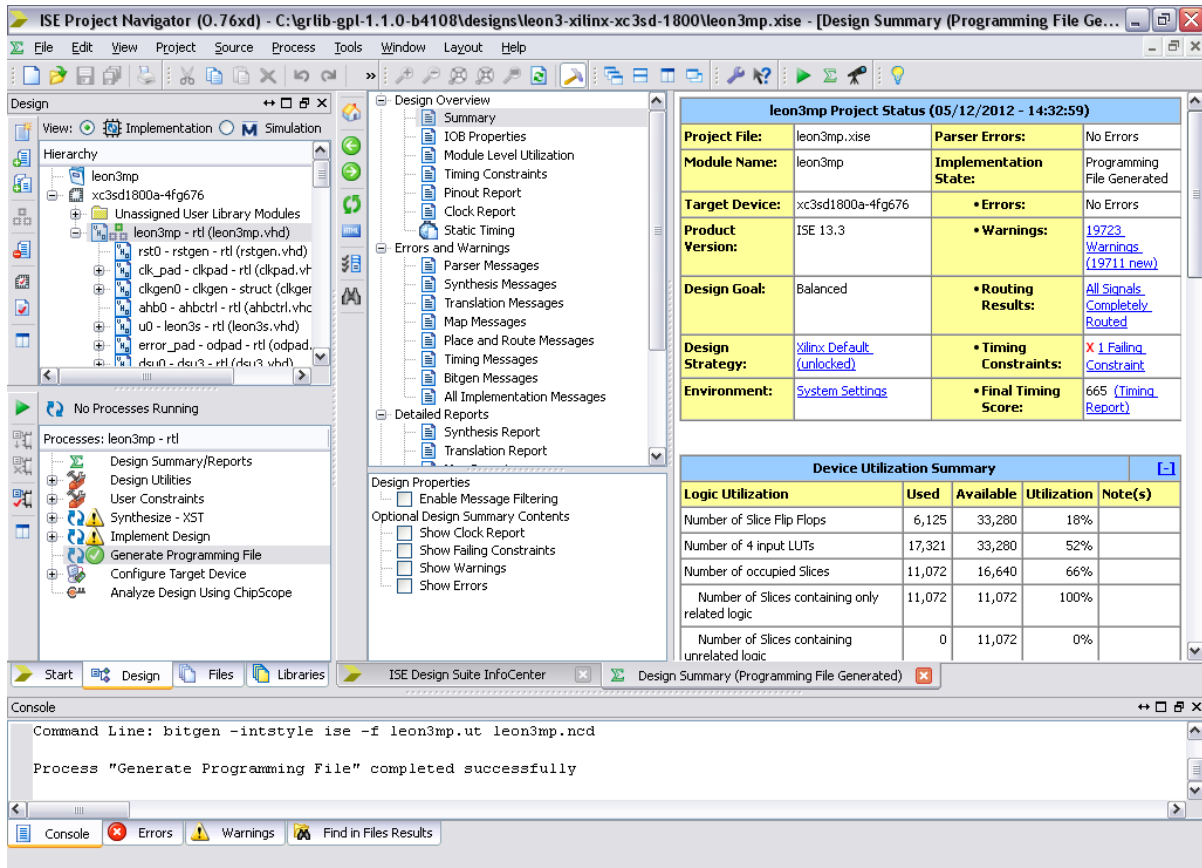 ISE Project Navigator (O.76xd) - C:\grlib-gpl-1.1.0-b4108\designs\leon3-xilinx-xc3sd-1800\leon3mp.xise - [Design Summary (Programming File Ge...
File Edit View Project Source Process Tools Window Layout Help
Design
View: Implementation Simulation
Hierarchy
leon3mp
xc3sd1800a-4fg676
Unassigned User Library Modules
leon3mp - rtl (leon3mp.vhd)
rst0 - rstgen - rtl (rstgen.vhd)
clk_pad - clkpad - rtl (clkpad.vh
clkgen0 - clkgen - struct (clkger
ahb0 - ahbctrl - rtl (ahbctrl.vhc
u0 - leon3s - rtl (leon3s.vhd)
error_pad - odpad - rtl (odpad.
dsu0 - dsu3 - rtl (dsu3.vhd)
No Processes Running
Processes: leon3mp - rtl
Design Summary/Reports
Design Utilities
User Constraints
Synthesize - XST
Implement Design
Generate Programming File
Configure Target Device
Analyze Design Using ChipScope
Start Design Files Libraries
Design Overview
Summary
IOB Properties
Module Level Utilization
Timing Constraints
Pinout Report
Clock Report
Static Timing
Errors and Warnings
Parser Messages
Synthesis Messages
Translation Messages
Map Messages
Place and Route Messages
Timing Messages
Bitgen Messages
All Implementation Messages
Detailed Reports
Synthesis Report
Translation Report
Design Properties
Enable Message Filtering
Optional Design Summary Contents
Show Clock Report
Show Failing Constraints
Show Warnings
Show Errors
leon3mp Project Status (05/12/2012 - 14:32:59)
Project File: leon3mp.xise Parser Errors: No Errors
Module Name: leon3mp Implementation State: Programming File Generated
Target Device: xc3sd1800a-4fg676 • Errors: No Errors
Product Version: ISE 13.3 • Warnings: 19723 Warnings (19711 new)
Design Goal: Balanced • Routing Results: All Signals Completely Routed
Design Strategy: Xilinx Default (unlocked) • Timing Constraints: X 1 Failing Constraint
Environment: System Settings • Final Timing Score: 665 (Timing Report)
Device Utilization Summary [-]
Logic Utilization Used Available Utilization Note(s)
Number of Slice Flip Flops 6,125 33,280 18%
Number of 4 input LUTs 17,321 33,280 52%
Number of occupied Slices 11,072 16,640 66%
Number of Slices containing only related logic 11,072 11,072 100%
Number of Slices containing unrelated logic 0 11,072 0%
ISE Design Suite InfoCenter Design Summary (Programming File Generated)
Console
Command Line: bitgen -intstyle ise -f leon3mp.ut leon3mp.ncd
Process "Generate Programming File" completed successfully
Console Errors Warnings Find in Files Results